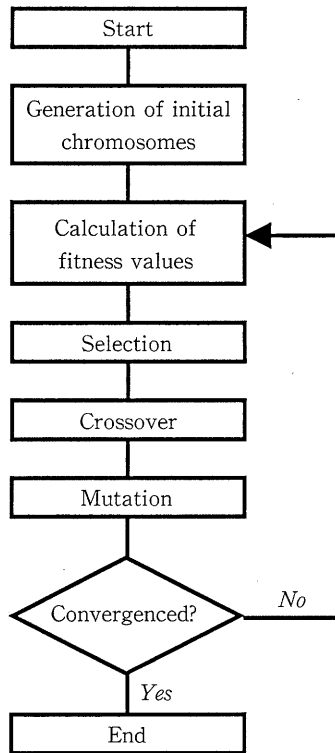 Start
Generation of initial
chromosomes
Calculation of
fitness values
Selection
Crossover
Mutation
Convergenced?
No
Yes
End